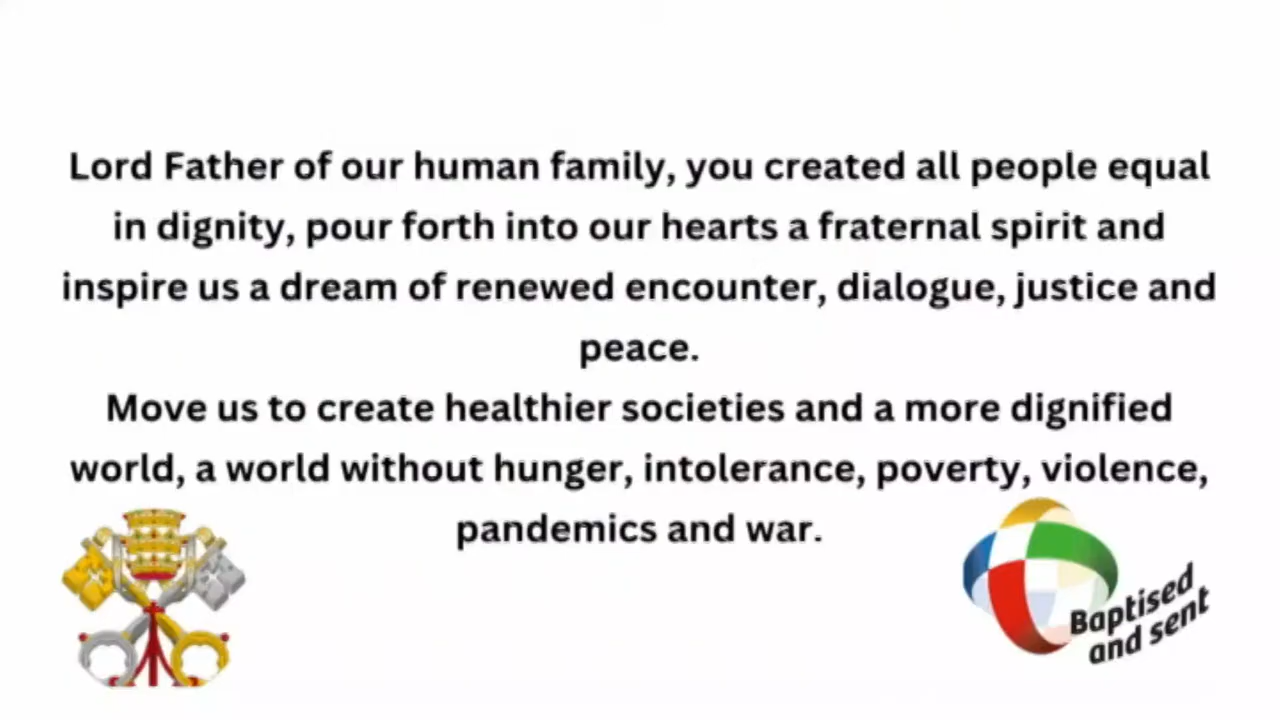 Lord Father of our human family, you created all people equal
in dignity, pour forth into our hearts a fraternal spirit and
inspire us a dream of renewed encounter, dialogue, justice and
peace.
Move us to create healthier societies and a more dignified
world, a world without hunger, intolerance, poverty, violence,
pandemics and war.
Baptised
and sent